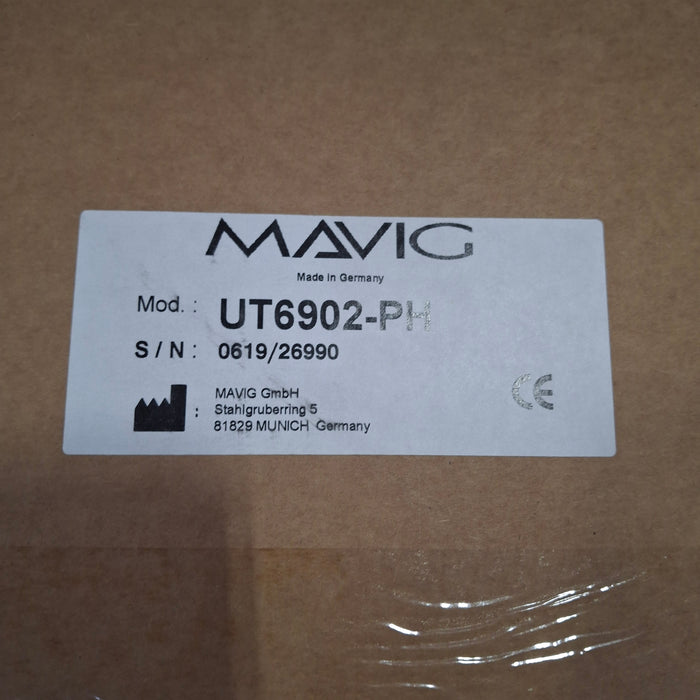 MAVIG
Made in Germany
Mod. : UT6902-PH
S / N : 0619/26990
: MAVIG GmbH
Stahlgruberring 5
81829 MUNICH Germany
CE